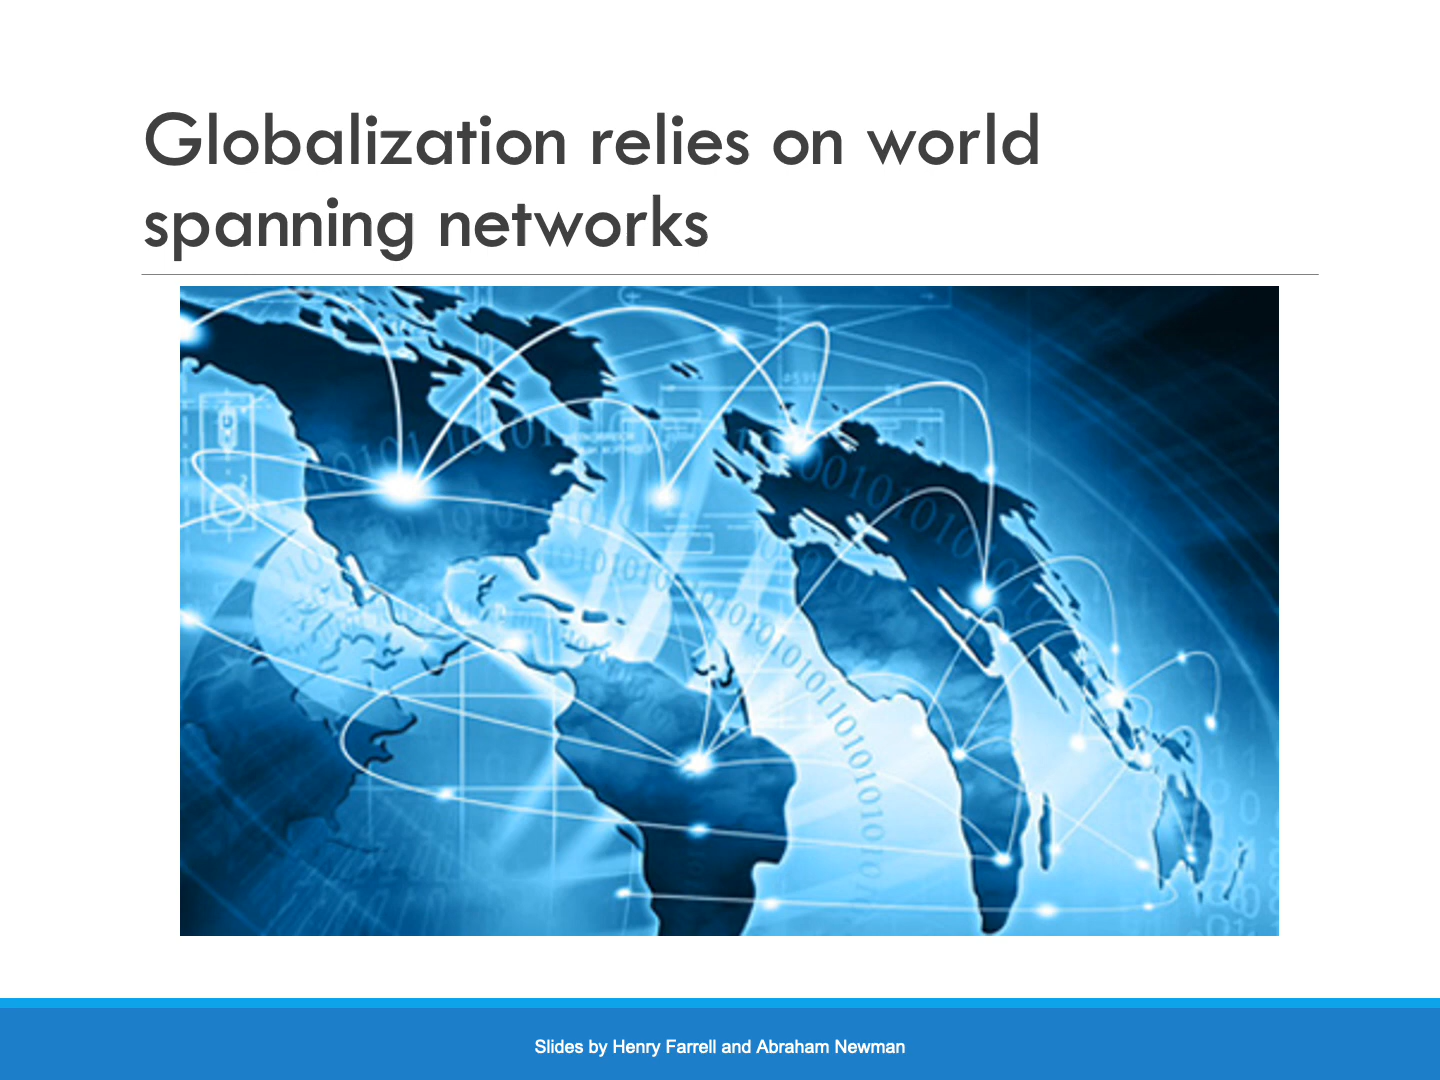 Globalization relies on world
spanning networks
Slides by Henry Farrell and Abraham Newman